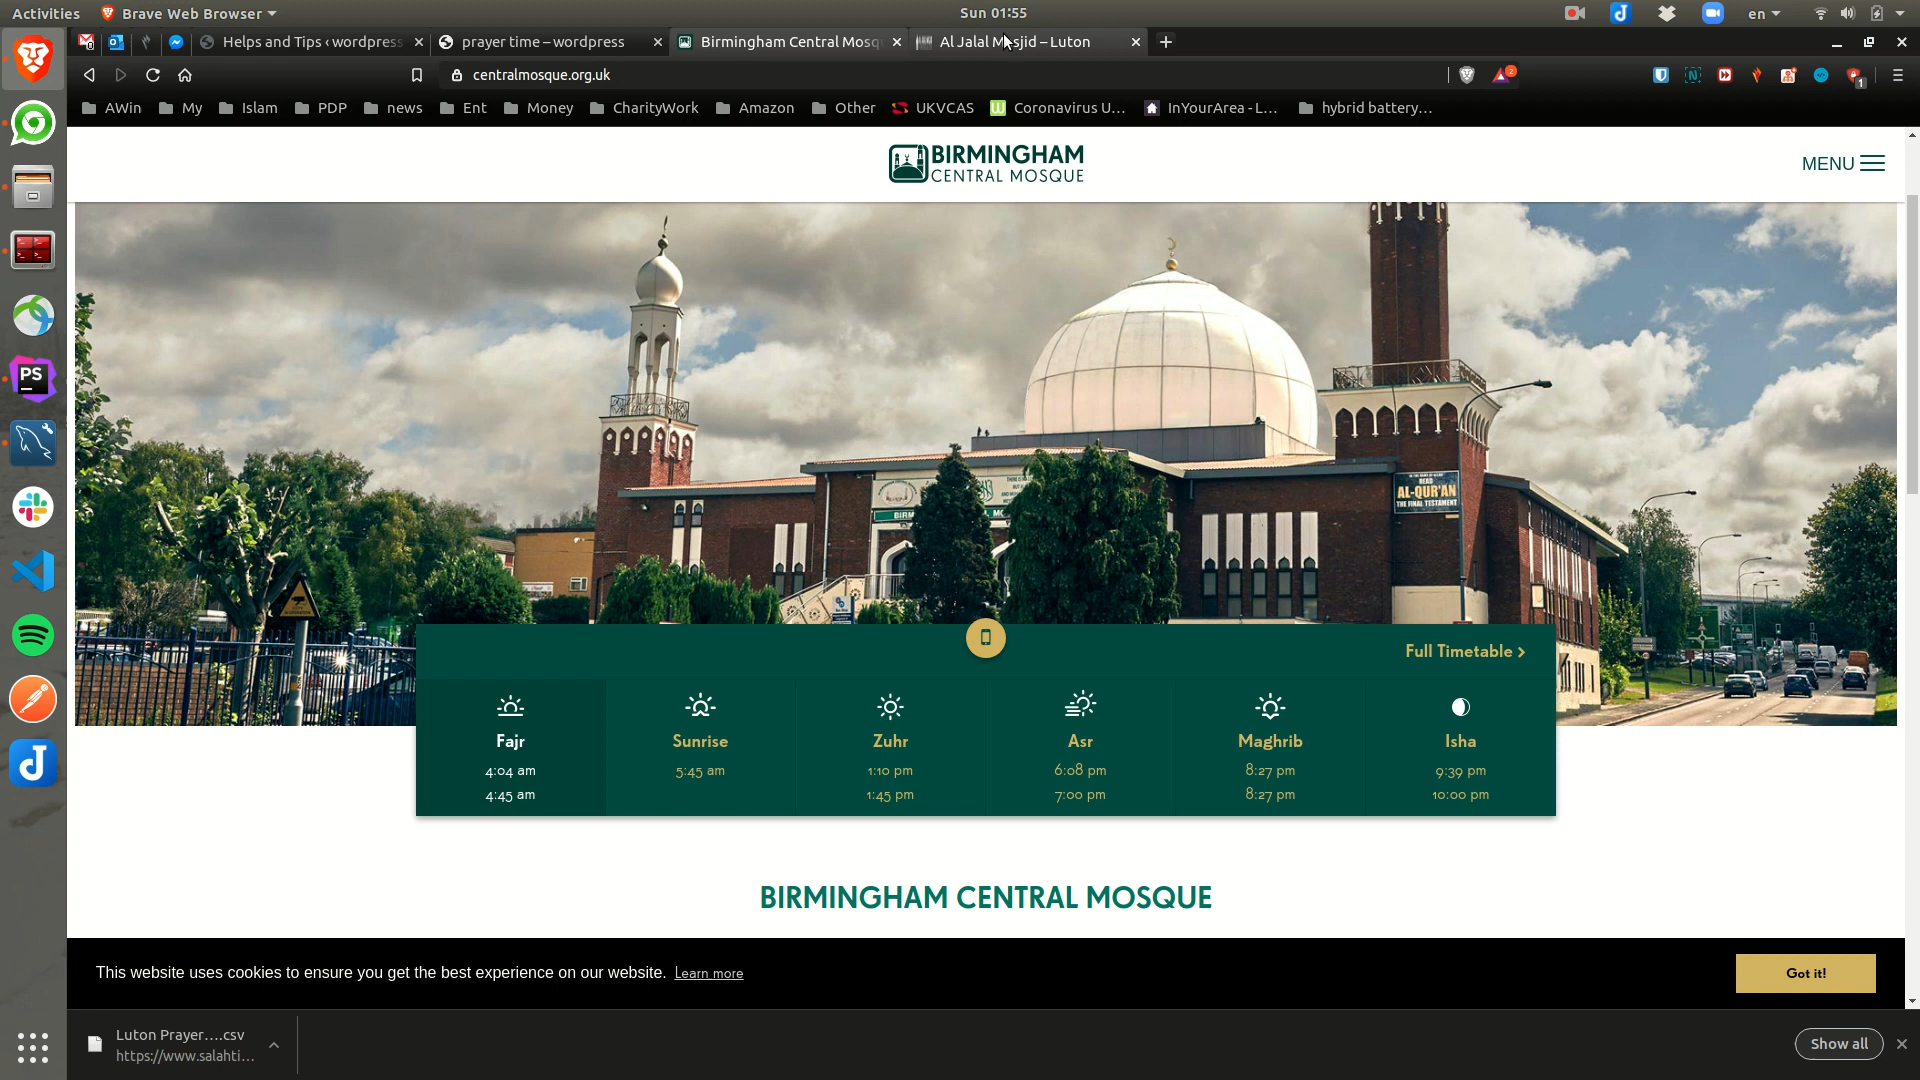 Activities
Brave Web Browser
Sun 01:55
en
Helps and Tips ‹ wordpress
prayer time – wordpress
Birmingham Central Mosq
Al Jalal Masjid – Luton
centralmosque.org.uk
2
1
AWin
My
Islam
PDP
news
Ent
Money
CharityWork
Amazon
Other
UKVCAS
Coronavirus U...
InYourArea - L...
hybrid battery...
BIRMINGHAM
CENTRAL MOSQUE
MENU
PS
READ
AL-QUR'AN
THE FINAL TESTAMENT
Full Timetable
Fajr
4:04 am
4:45 am
Sunrise
5:45 am
Zuhr
1:10 pm
1:45 pm
Asr
6:08 pm
7:00 pm
Maghrib
8:27 pm
8:27 pm
Isha
9:39 pm
10:00 pm
BIRMINGHAM CENTRAL MOSQUE
This website uses cookies to ensure you get the best experience on our website. Learn more
Got it!
Luton Prayer....csv
https://www.salahti...
Show all